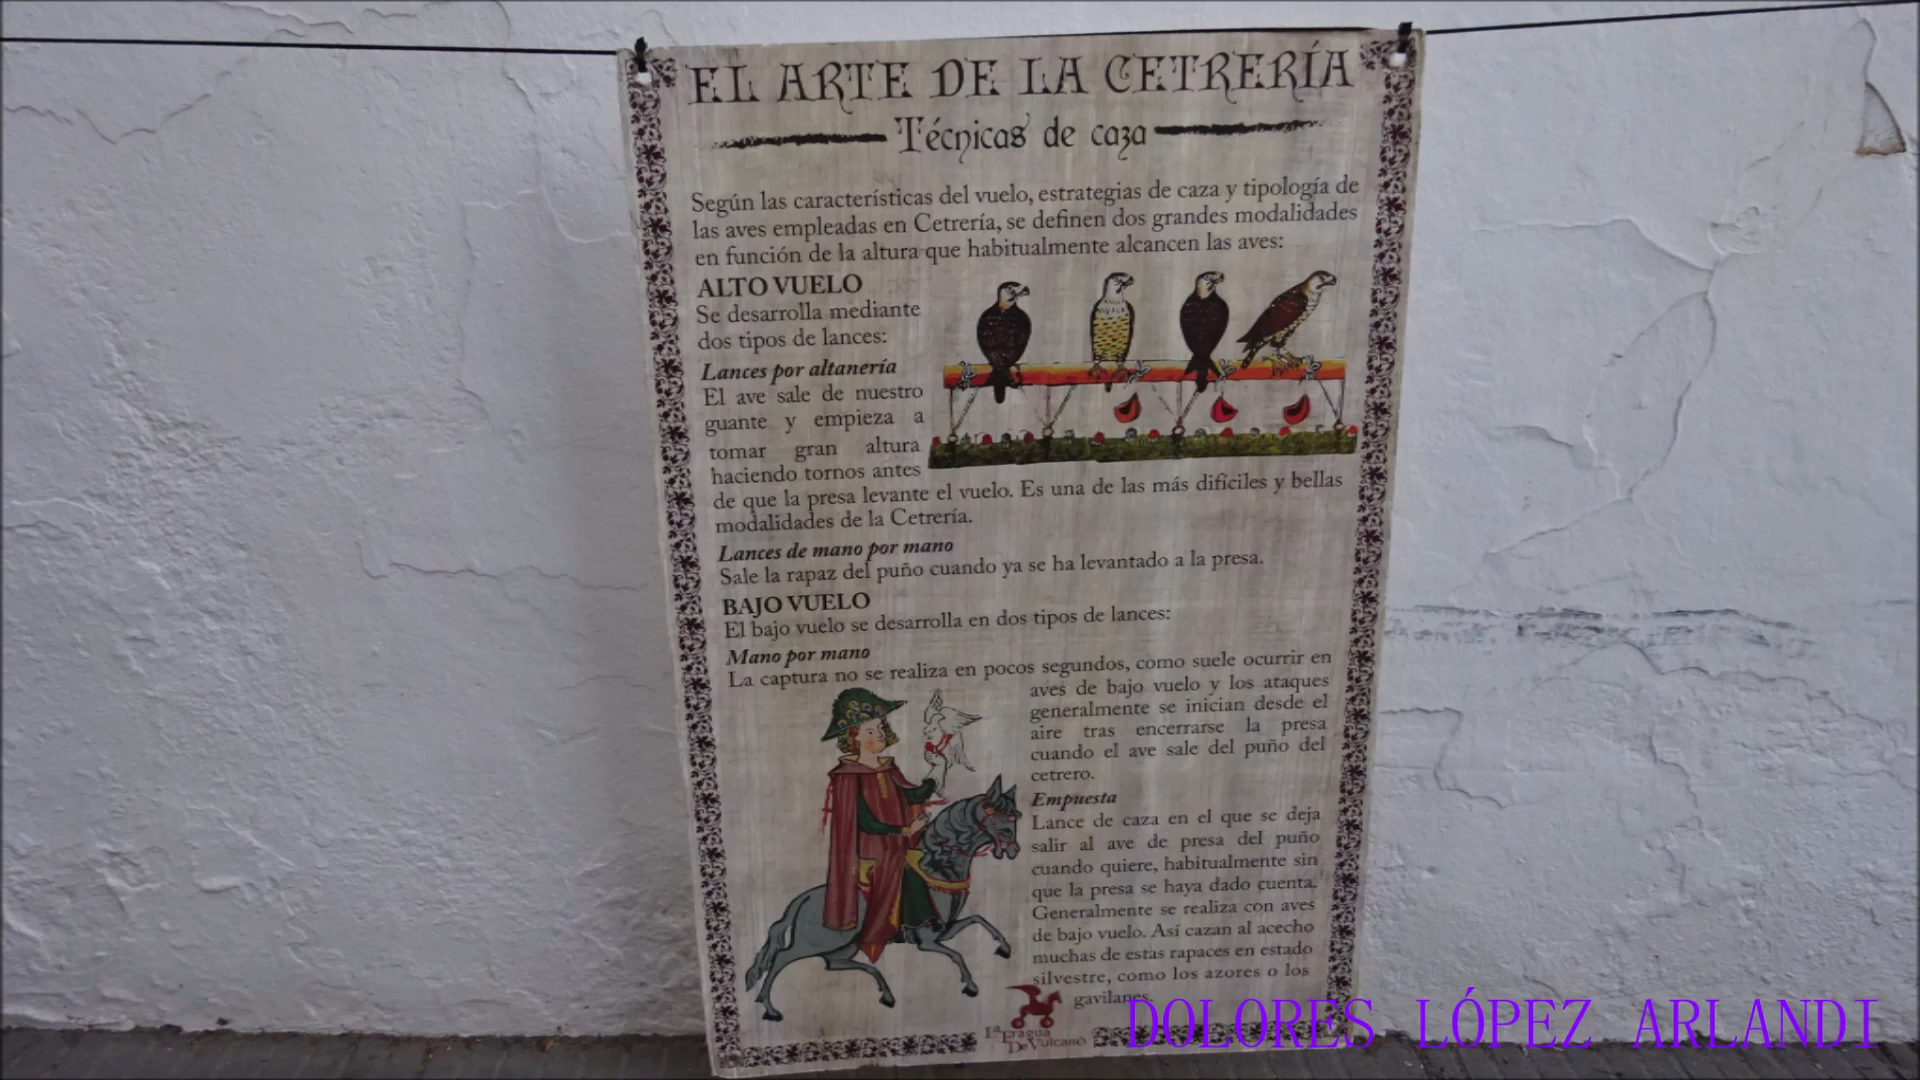 EL ARTE DE LA CETRERÍA
Técnicas de caza
Según las características del vuelo, estrategias de caza y tipología de
las aves empleadas en Cetrería, se definen dos grandes modalidades
en función de la altura que habitualmente alcancen las aves:
ALTO VUELO
Se desarrolla mediante
dos tipos de lances:
Lances por altanería
El ave sale de nuestro
guante y empieza a
tomar gran altura
haciendo tornos antes
de que la presa levante el vuelo. Es una de las más difíciles y bellas
modalidades de la Cetrería.
Lances de mano por mano
Sale la rapaz del puño cuando ya se ha levantado a la presa.
BAJO VUELO
El bajo vuelo se desarrolla en dos tipos de lances:
Mano por mano
La captura no se realiza en pocos segundos, como suele ocurrir en
aves de bajo vuelo y los ataques
generalmente se inician desde el
aire tras encerrarse la presa
cuando el ave sale del puño del
cetrero.
Empuesta
Lance de caza en el que se deja
salir al ave de presa del puño
cuando quiere, habitualmente sin
que la presa se haya dado cuenta.
Generalmente se realiza con aves
de bajo vuelo. Así cazan al acecho
muchas de estas rapaces en estado
silvestre, como los azores o los
gavilanes.
La Fragua
De Vulcano
DOLORES LÓPEZ ARLANDI